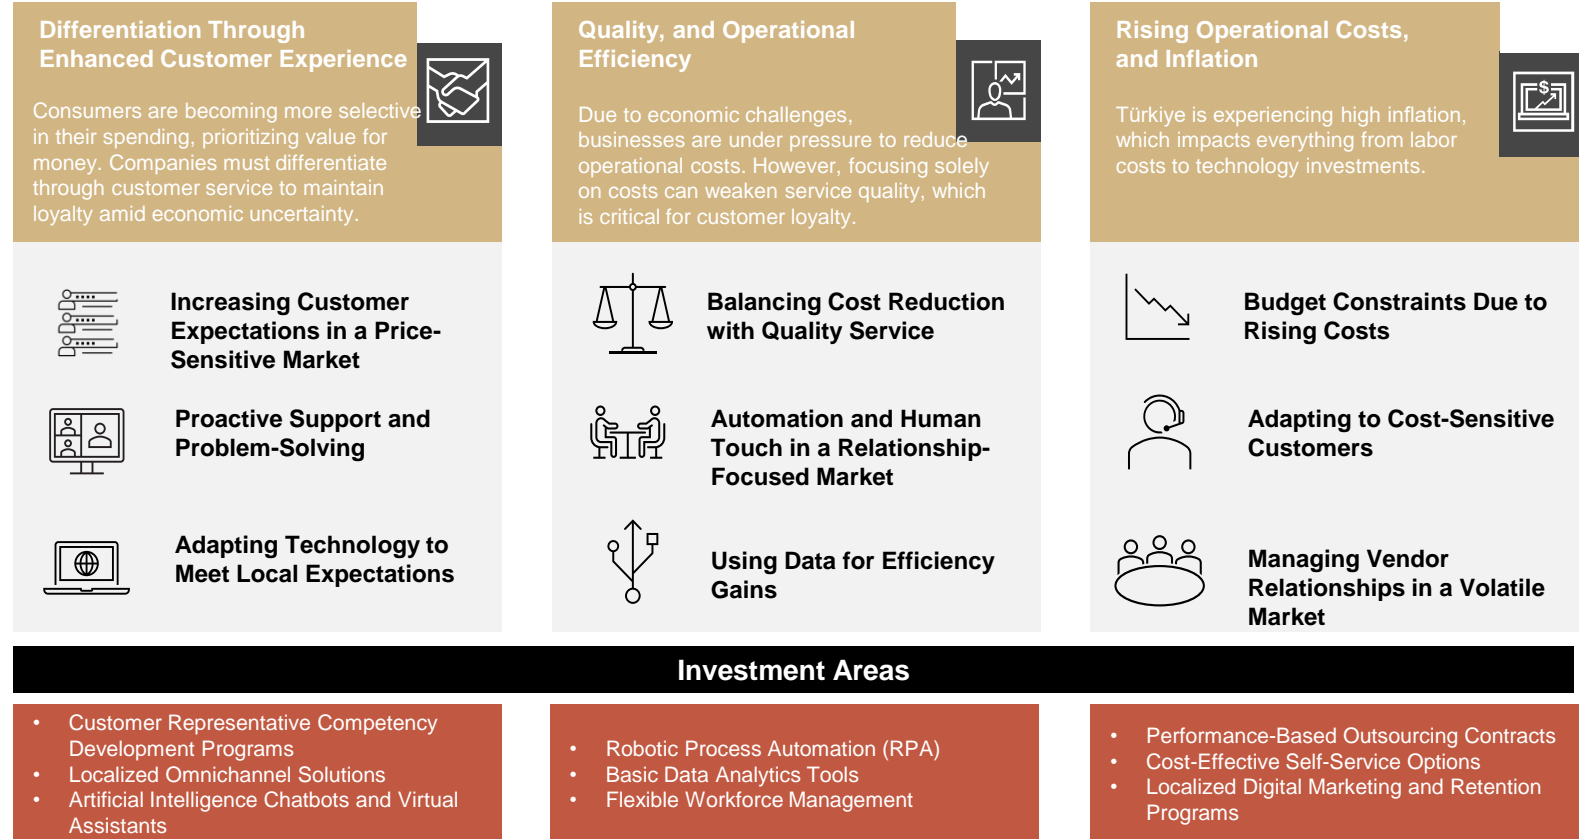 Differentiation Through
Enhanced Customer Experience
Consumers are becoming more selective
in their spending, prioritizing value for
money. Companies must differentiate
through customer service to maintain
loyalty amid economic uncertainty.
Increasing Customer
Expectations in a Price-
Sensitive Market
Proactive Support and
Problem-Solving
Adapting Technology to
Meet Local Expectations
Quality, and Operational
Efficiency
Due to economic challenges,
businesses are under pressure to reduce
operational costs. However, focusing solely
on costs can weaken service quality, which
is critical for customer loyalty.
Balancing Cost Reduction
with Quality Service
Automation and Human
Touch in a Relationship-
Focused Market
Using Data for Efficiency
Gains
Rising Operational Costs,
and Inflation
$
Türkiye is experiencing high inflation,
which impacts everything from labor
costs to technology investments.
Budget Constraints Due to
Rising Costs
Adapting to Cost-Sensitive
Customers
Managing Vendor
Relationships in a Volatile
Market
Investment Areas
• Customer Representative Competency
Development Programs
• Localized Omnichannel Solutions
• Artificial Intelligence Chatbots and Virtual
Assistants
• Robotic Process Automation (RPA)
• Basic Data Analytics Tools
• Flexible Workforce Management
• Performance-Based Outsourcing Contracts
• Cost-Effective Self-Service Options
• Localized Digital Marketing and Retention
Programs